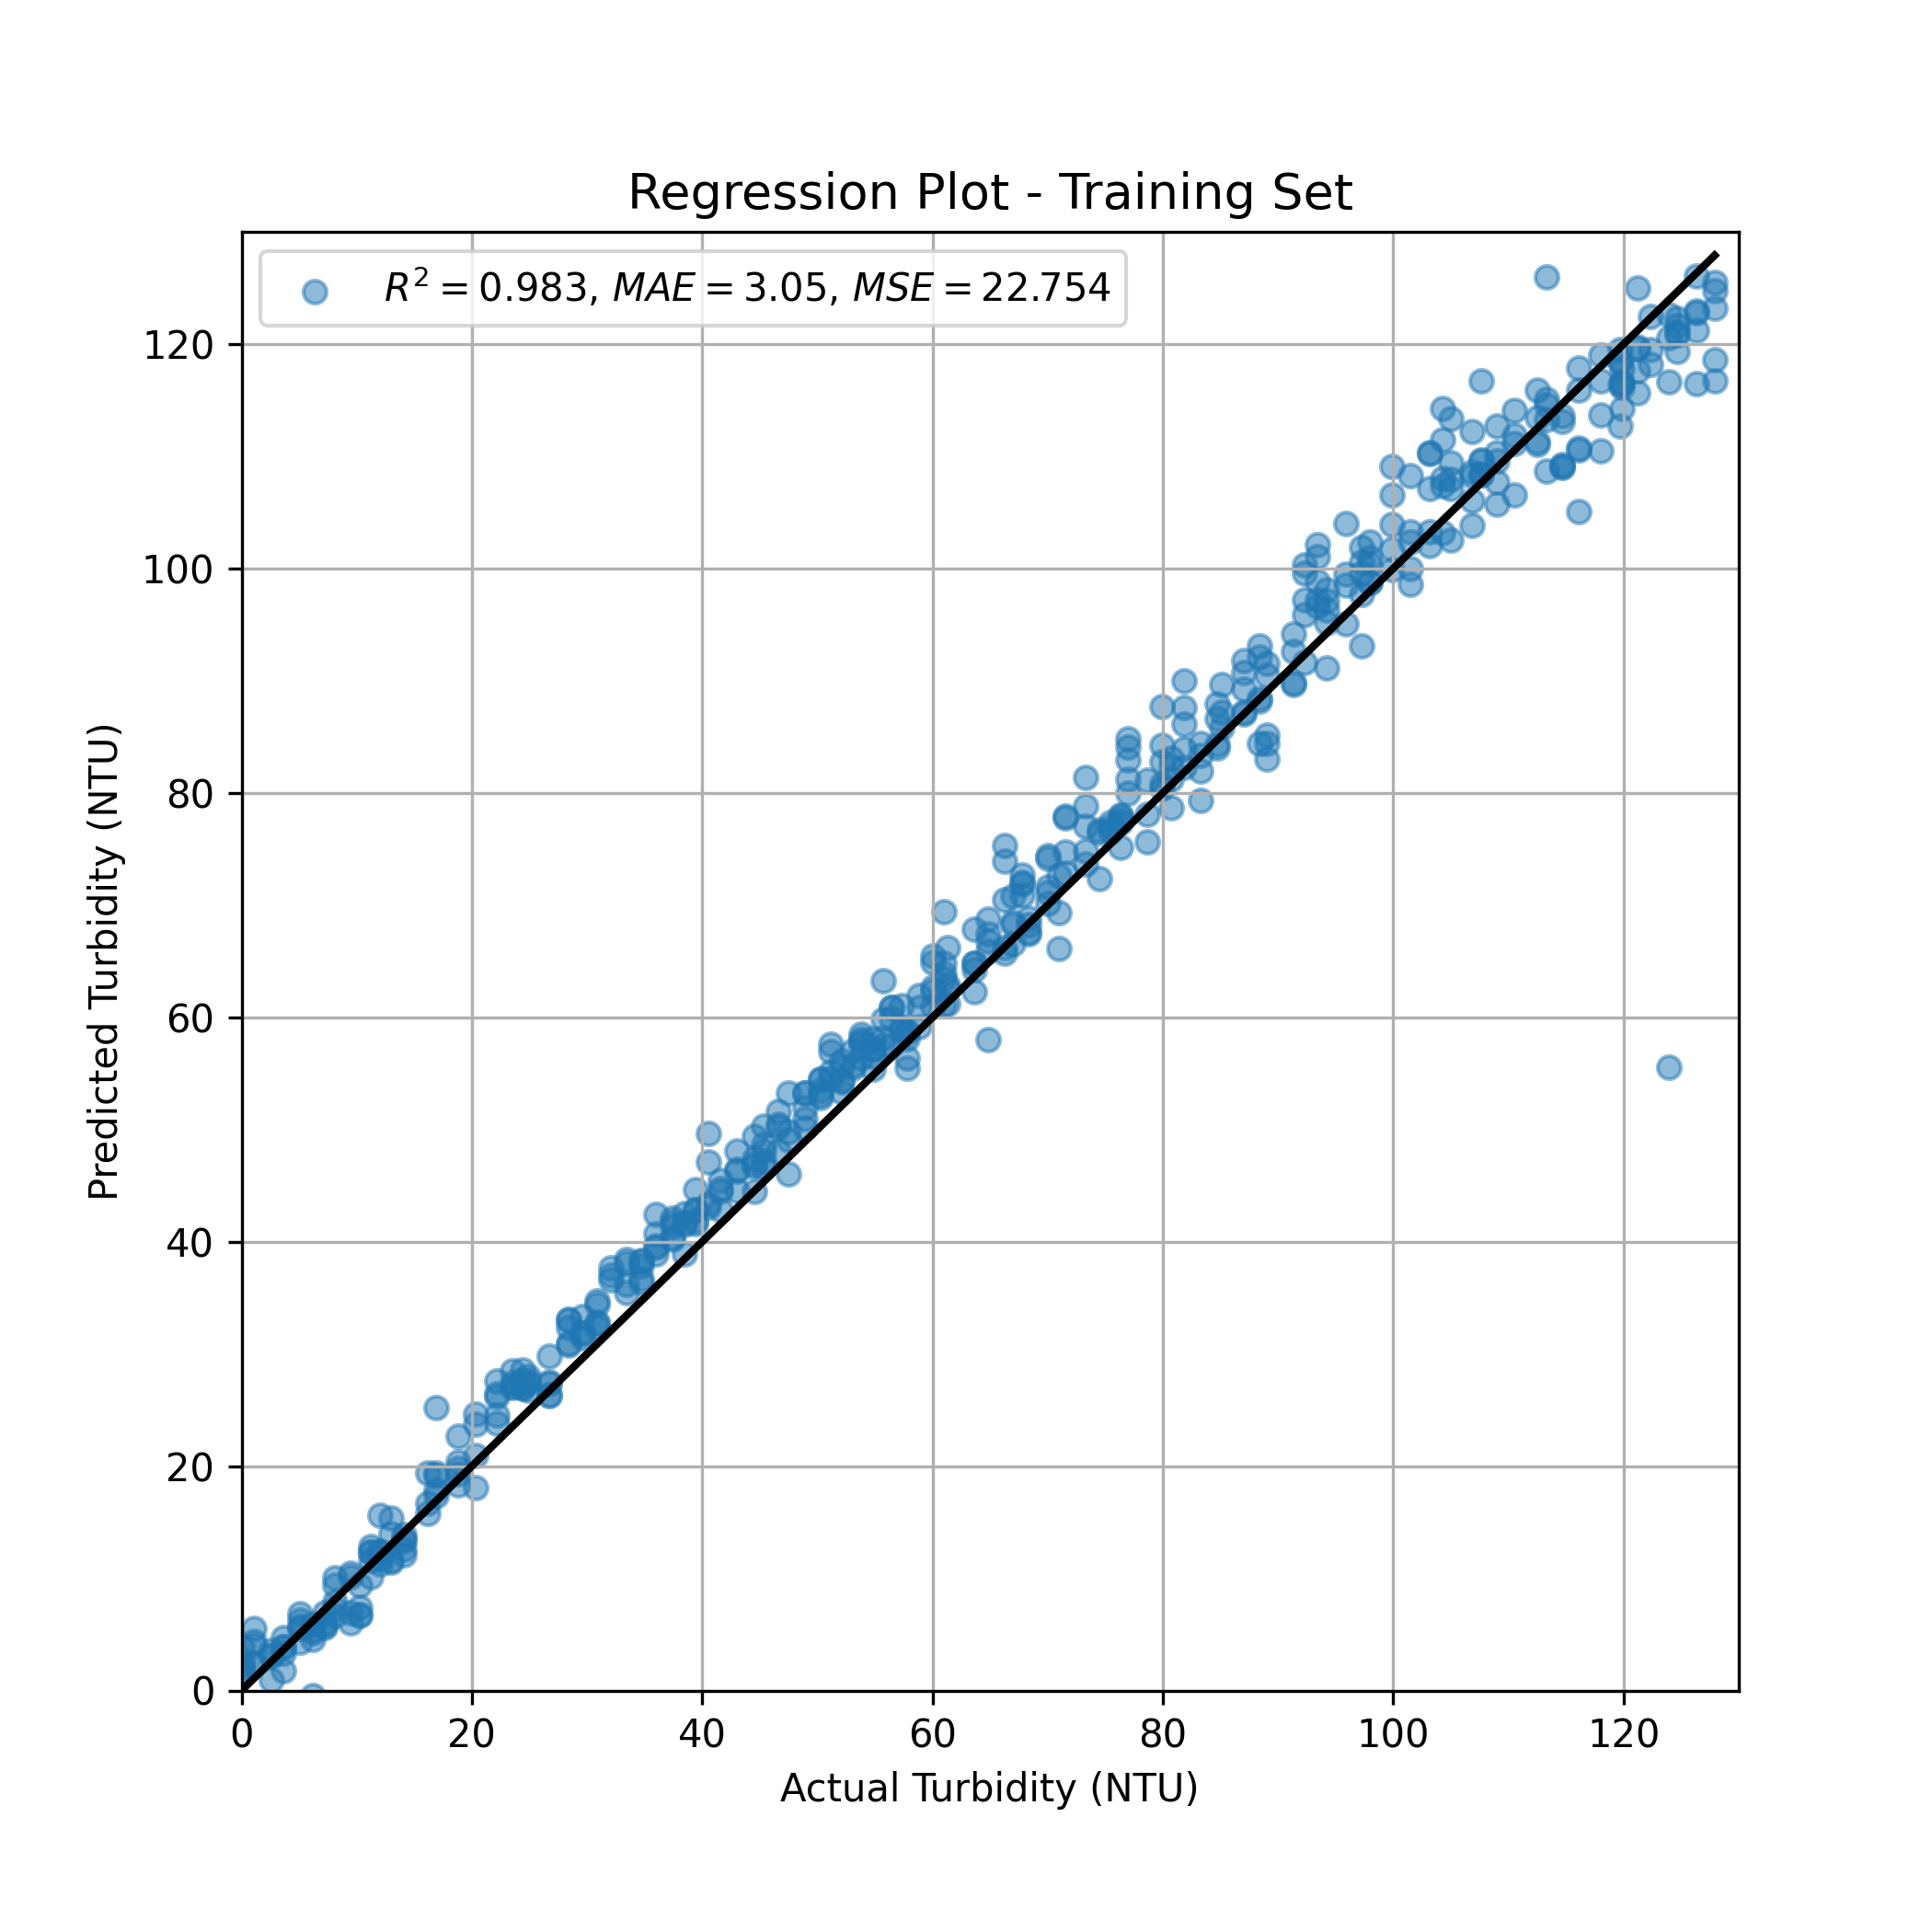 Regression Plot - Training Set
R² = 0.983, MAE = 3.05, MSE = 22.754
Predicted Turbidity (NTU)
120
100
80
60
40
20
0
0 20 40 60 80 100 120
Actual Turbidity (NTU)